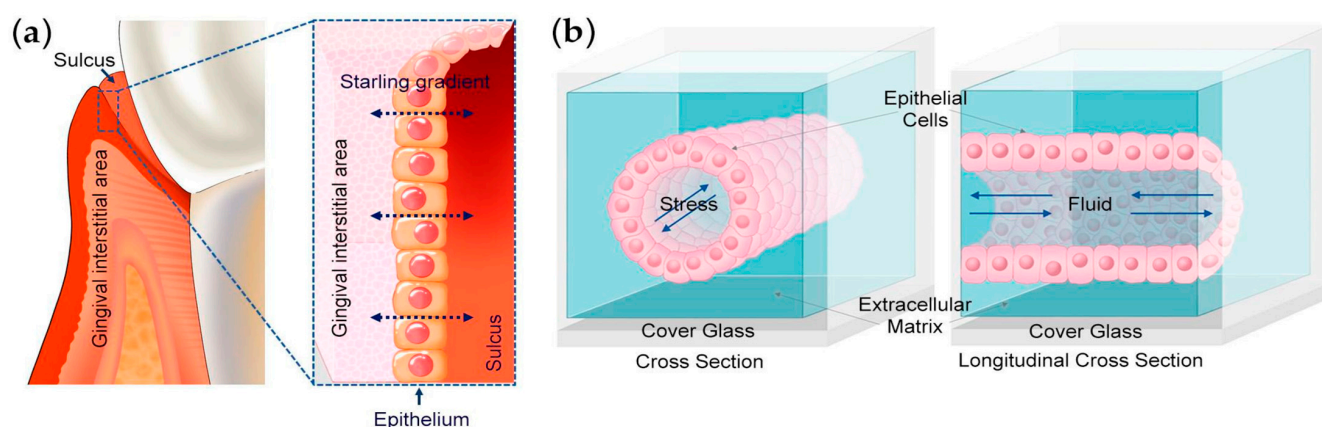 (a)
Sulcus
Gingival interstitial area
Starling gradient
Gingival interstitial area
Sulcus
Epithelium
(b)
Epithelial
Cells
Stress
Fluid
Extracellular
Matrix
Cover Glass
Cross Section
Cover Glass
Longitudinal Cross Section